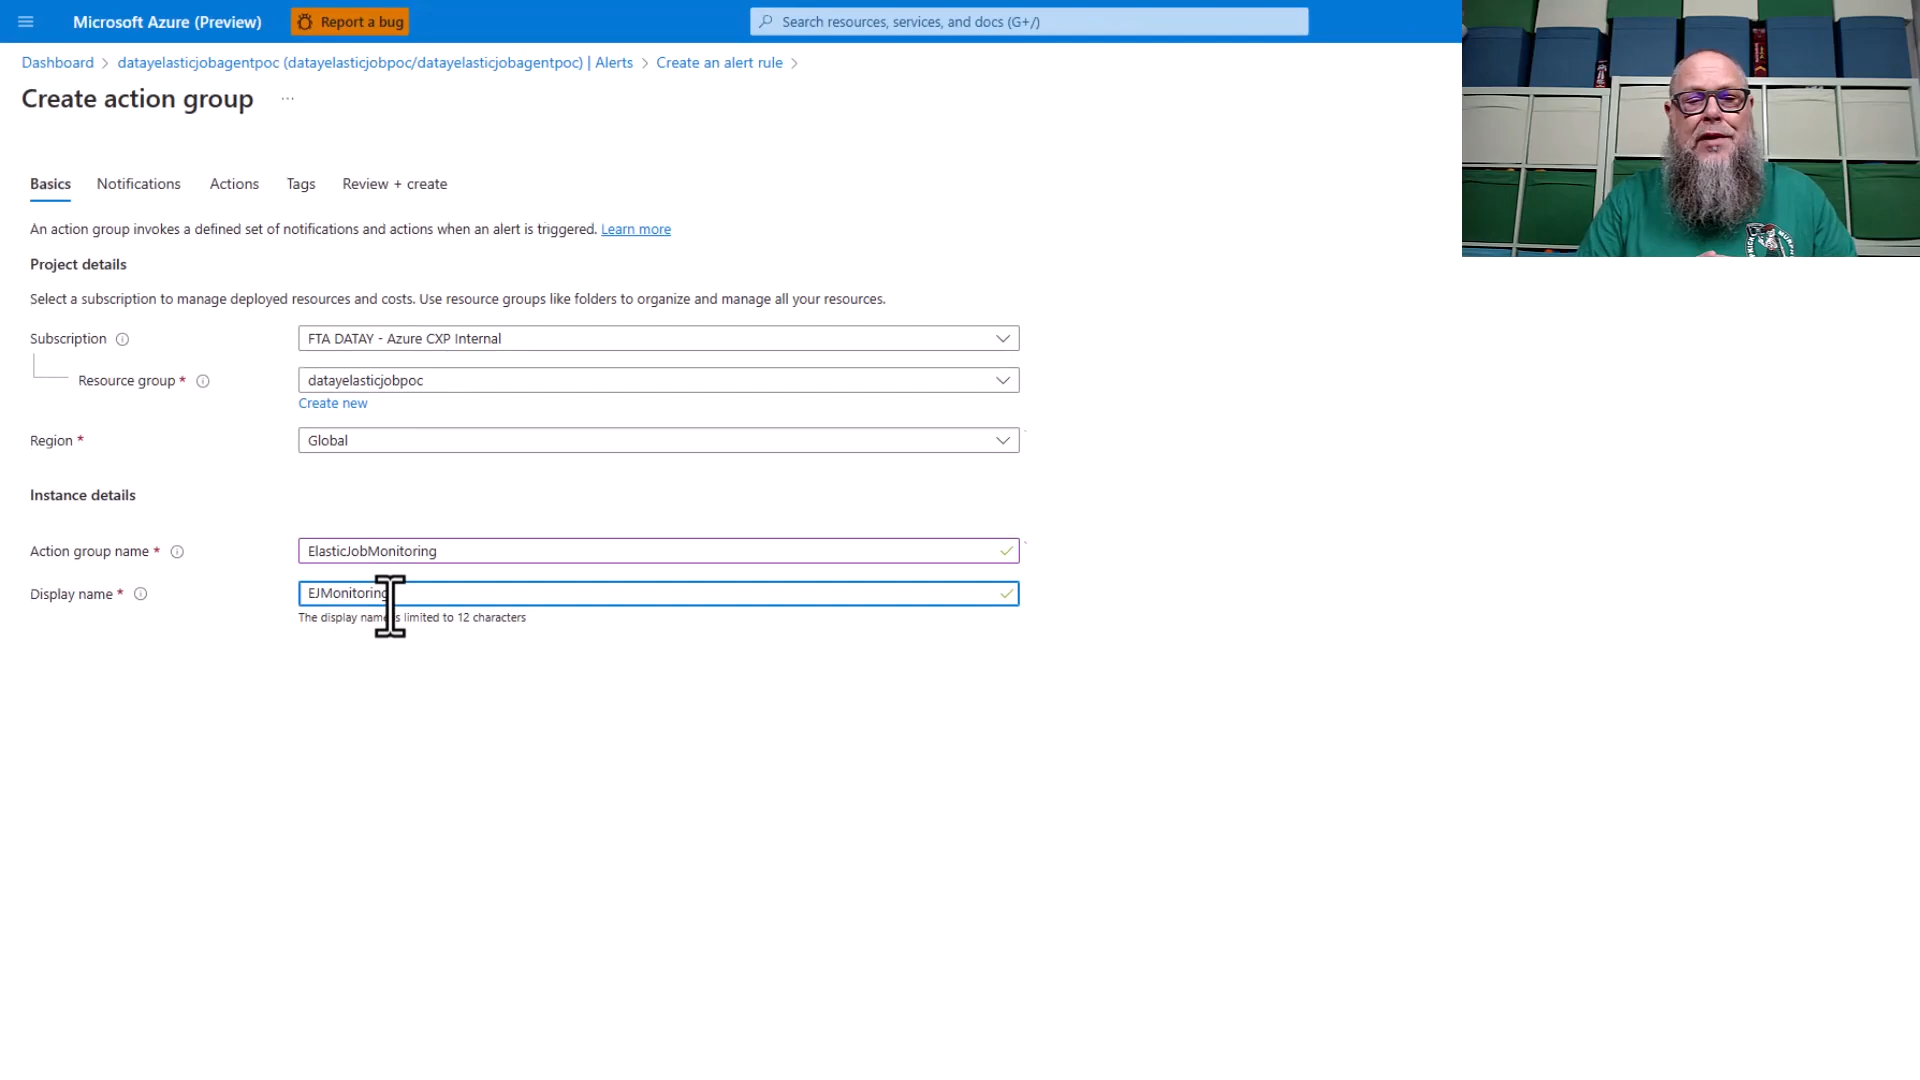 Microsoft Azure (Preview)
Report a bug
Search resources, services, and docs (G+/)
Dashboard > datayelasticjobagentpoc (datayelasticjobpoc/datayelasticjobagentpoc) | Alerts > Create an alert rule >
Create action group ...
Basics Notifications Actions Tags Review + create
An action group invokes a defined set of notifications and actions when an alert is triggered. Learn more
Project details
Select a subscription to manage deployed resources and costs. Use resource groups like folders to organize and manage all your resources.
Subscription
FTA DATAY - Azure CXP Internal
Resource group *
datayelasticjobpoc
Create new
Region *
Global
Instance details
Action group name *
ElasticJobMonitoring
Display name *
EJMonitoring
The display name is limited to 12 characters